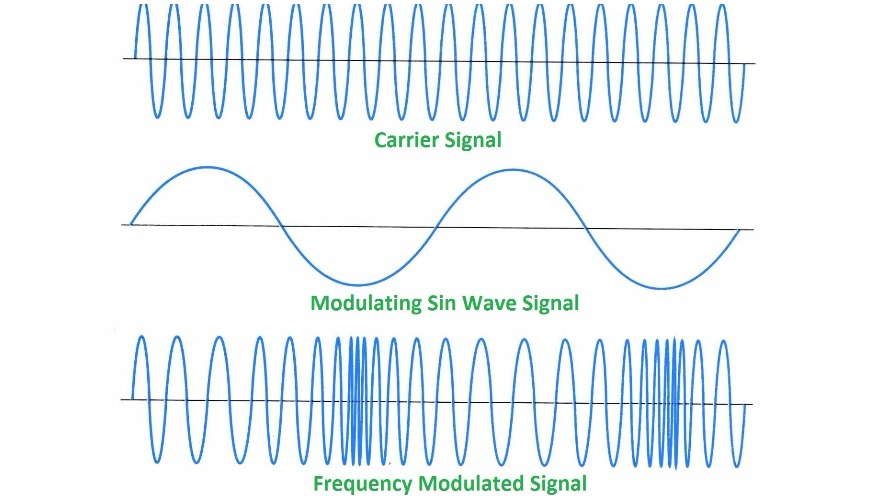 Carrier Signal
Modulating Sin Wave Signal
Frequency Modulated Signal